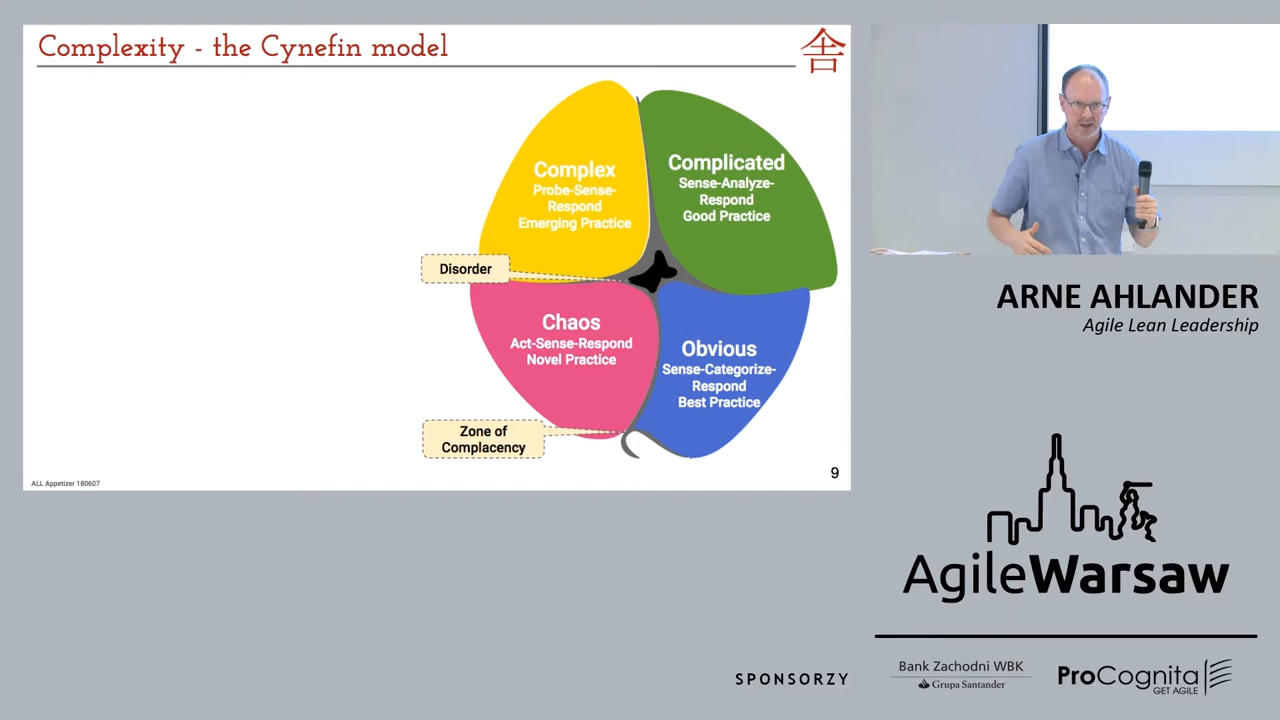 Complexity - the Cynefin model
舎
Complex
Probe-Sense-
Respond
Emerging Practice
Complicated
Sense-Analyze-
Respond
Good Practice
Disorder
Chaos
Act-Sense-Respond
Novel Practice
Obvious
Sense-Categorize-
Respond
Best Practice
Zone of
Complacency
9
ALL Appetizer 180607
ARNE AHLANDER
Agile Lean Leadership
AgileWarsaw
SPONSORZY
Bank Zachodni WBK
Grupa Santander
ProCognita
GET AGILE